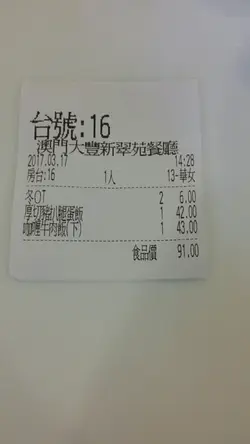 台號:16
澳門大豐新翠苑餐廳
2017.03.17 14:28
房台:16 1人 13-華女
冬OT 2 6.00
厚切豬扒腿蛋飯 1 42.00
咖喱牛肉飯(下) 1 43.00
食品價 91.00